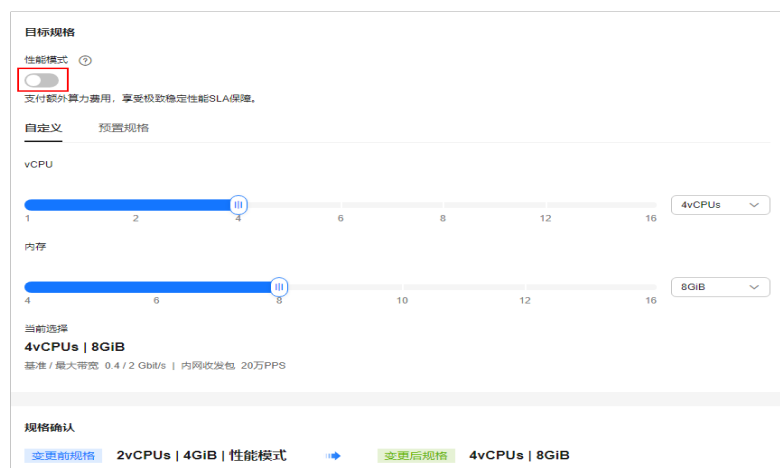 目标规格
性能模式 ?
支付额外算力费用，享受极致稳定性能SLA保障。
自定义 预置规格
vCPU
1 2 4 6 8 12 16
4vCPUs
内存
4 6 8 10 12 16
8GiB
当前选择
4vCPUs | 8GiB
基准 / 最大带宽 0.4 / 2 Gbit/s | 内网收发包 20万PPS
规格确认
变更前规格 2vCPUs | 4GiB | 性能模式 变更后规格 4vCPUs | 8GiB